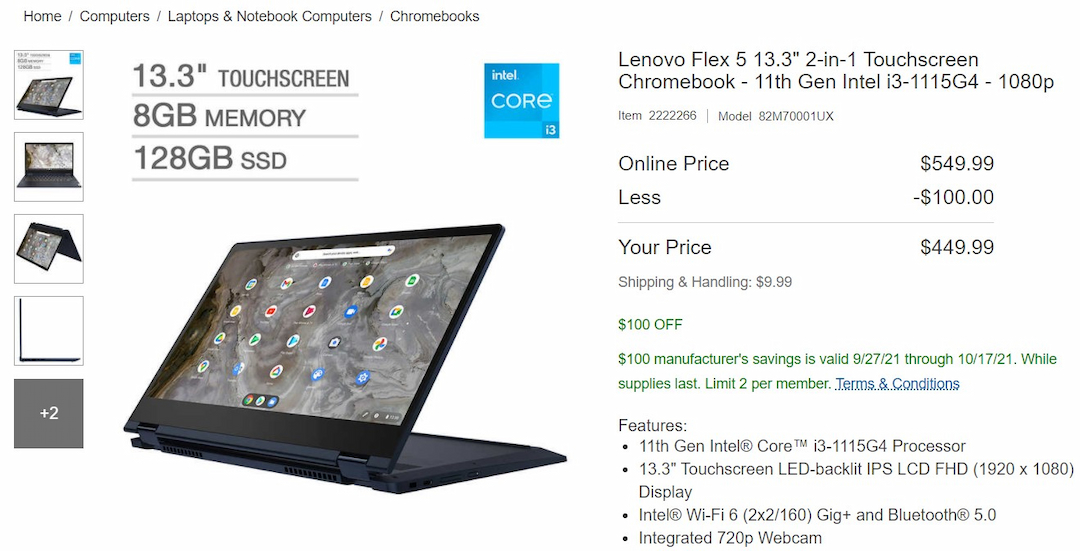 Home / Computers / Laptops & Notebook Computers / Chromebooks
13.3" TOUCHSCREEN
8GB MEMORY
128GB SSD
intel.
CORE
i3
+2
Lenovo Flex 5 13.3" 2-in-1 Touchscreen
Chromebook - 11th Gen Intel i3-1115G4 - 1080p
Item 2222266 | Model 82M70001UX
Online Price $549.99
Less -$100.00
Your Price $449.99
Shipping & Handling: $9.99
$100 OFF
$100 manufacturer's savings is valid 9/27/21 through 10/17/21. While
supplies last. Limit 2 per member. Terms & Conditions
Features:
• 11th Gen Intel® Core™ i3-1115G4 Processor
• 13.3" Touchscreen LED-backlit IPS LCD FHD (1920 x 1080)
Display
• Intel® Wi-Fi 6 (2x2/160) Gig+ and Bluetooth® 5.0
• Integrated 720p Webcam